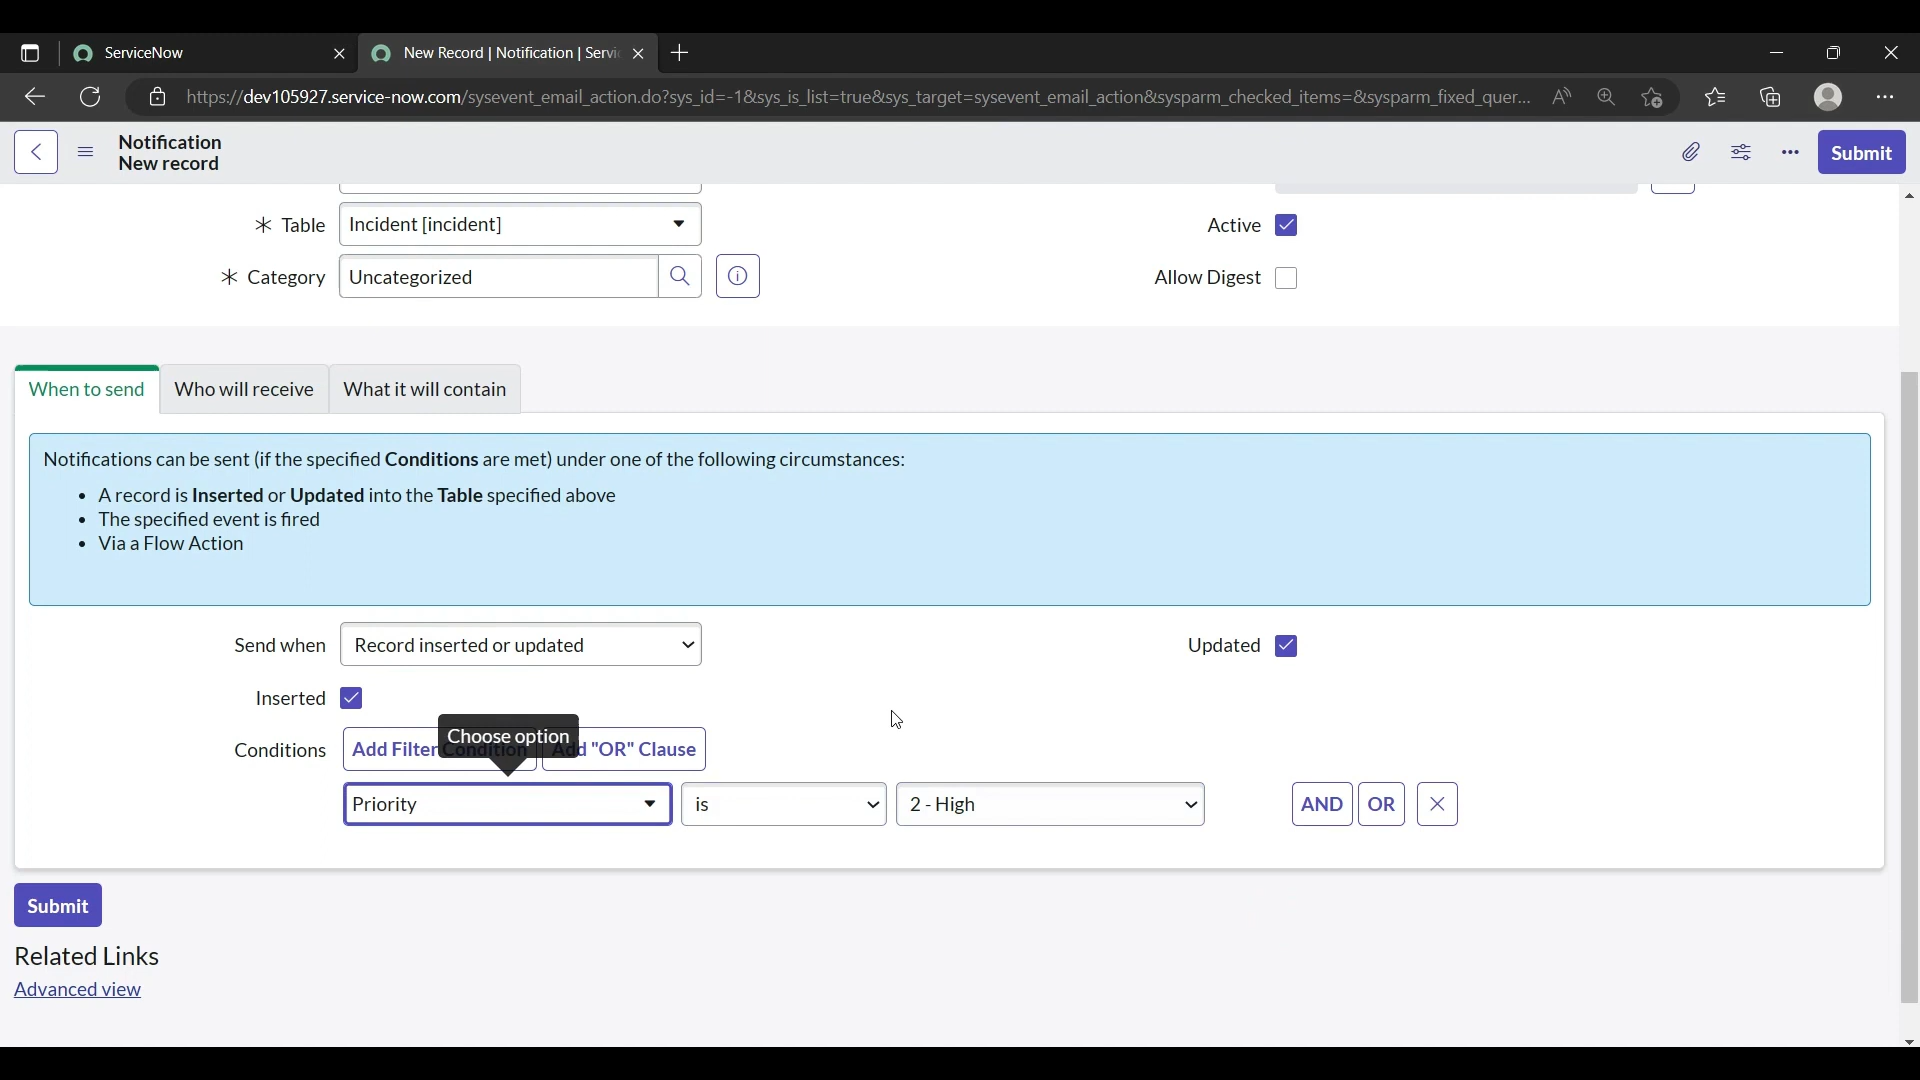 ServiceNow
New Record | Notification | Servic
https://dev105927.service-now.com/sysevent_email_action.do?sys_id=-1&sys_is_list=true&sys_target=sysevent_email_action&sysparm_checked_items=&sysparm_fixed_quer...
Notification
New record
Submit
* Table Incident [incident] Active
* Category Uncategorized Allow Digest
When to send Who will receive What it will contain
Notifications can be sent (if the specified Conditions are met) under one of the following circumstances:
• A record is Inserted or Updated into the Table specified above
• The specified event is fired
• Via a Flow Action
Send when Record inserted or updated Updated
Inserted
Choose option
Conditions Add Filter Condition Add "OR" Clause
Priority is 2 - High AND OR
Submit
Related Links
Advanced view